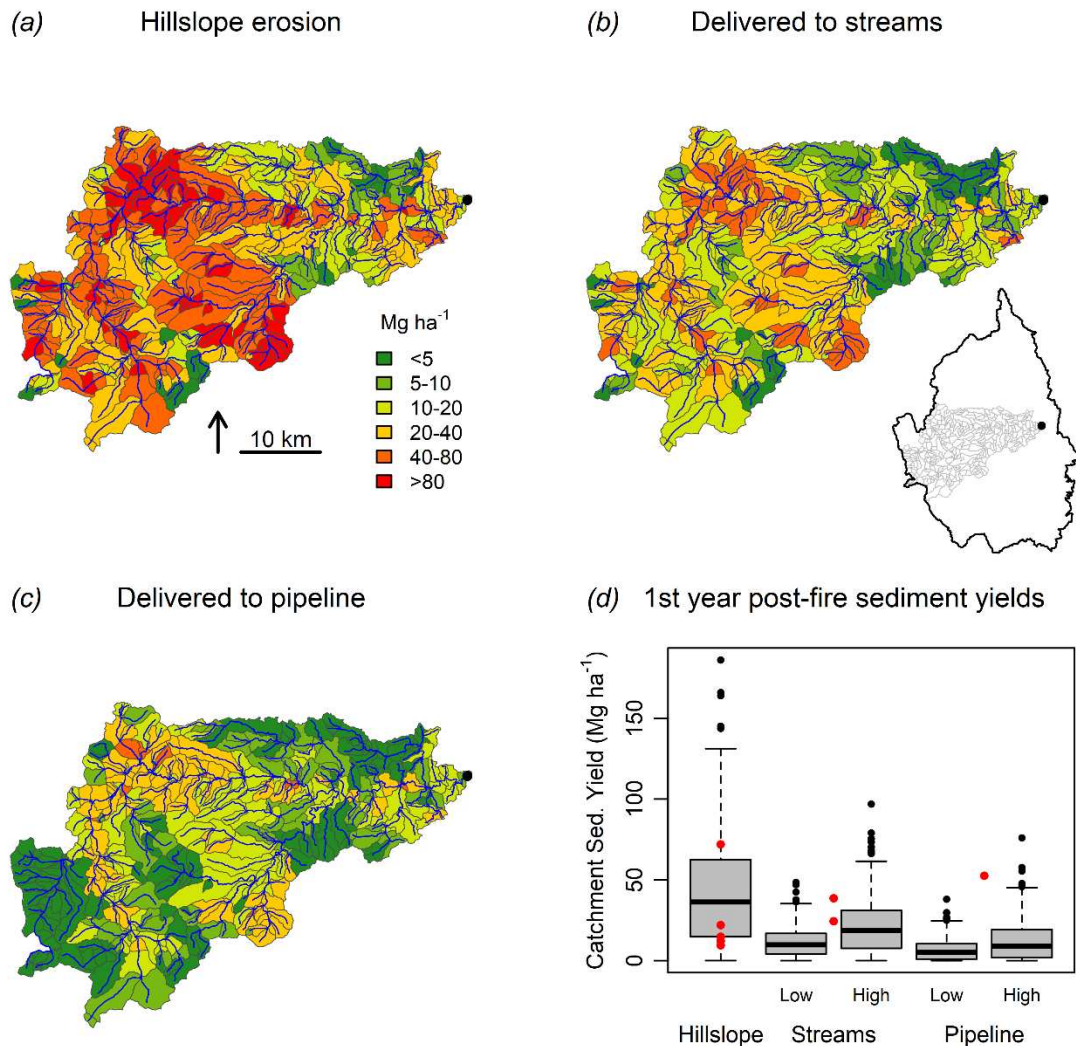 (a) Hillslope erosion
(b) Delivered to streams
Mg ha⁻¹
<5
5-10
10-20
20-40
40-80
>80
10 km
(c) Delivered to pipeline
(d) 1st year post-fire sediment yields
Catchment Sed. Yield (Mg ha⁻¹)
150
100
50
0
Low High Low High
Hillslope Streams Pipeline